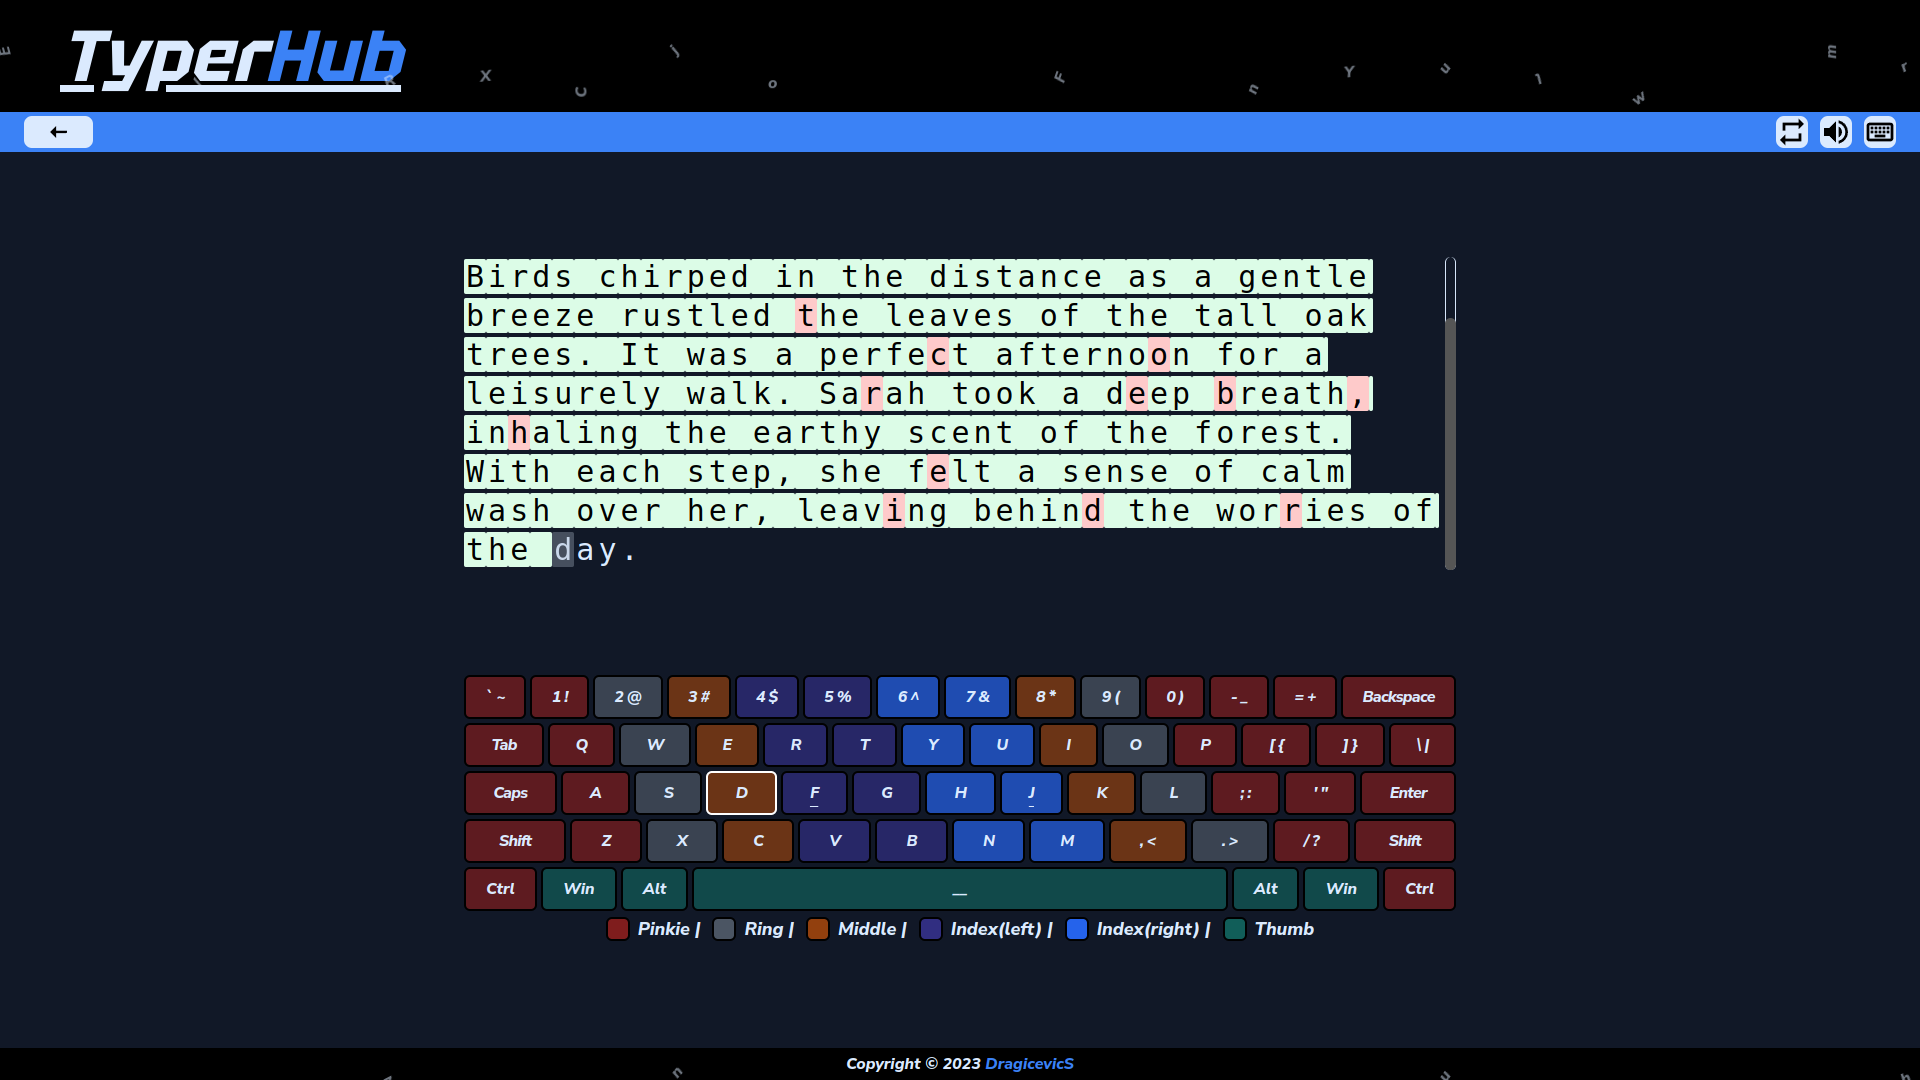 TyperHub
E R X C j o F n Y u J w m r
←
Birds chirped in the distance as a gentle
breeze rustled the leaves of the tall oak
trees. It was a perfect afternoon for a
leisurely walk. Sarah took a deep breath,
inhaling the earthy scent of the forest.
With each step, she felt a sense of calm
wash over her, leaving behind the worries of
the day.
` ~ 1 ! 2 @ 3 # 4 $ 5 % 6 ^ 7 & 8 * 9 ( 0 ) - _ = + Backspace
Tab Q W E R T Y U I O P [ { ] } \ |
Caps A S D F G H J K L ; : ' " Enter
Shift Z X C V B N M , < . > / ? Shift
Ctrl Win Alt __ Alt Win Ctrl
Pinkie | Ring | Middle | Index(left) | Index(right) | Thumb
Copyright © 2023 DragicevicS
n u